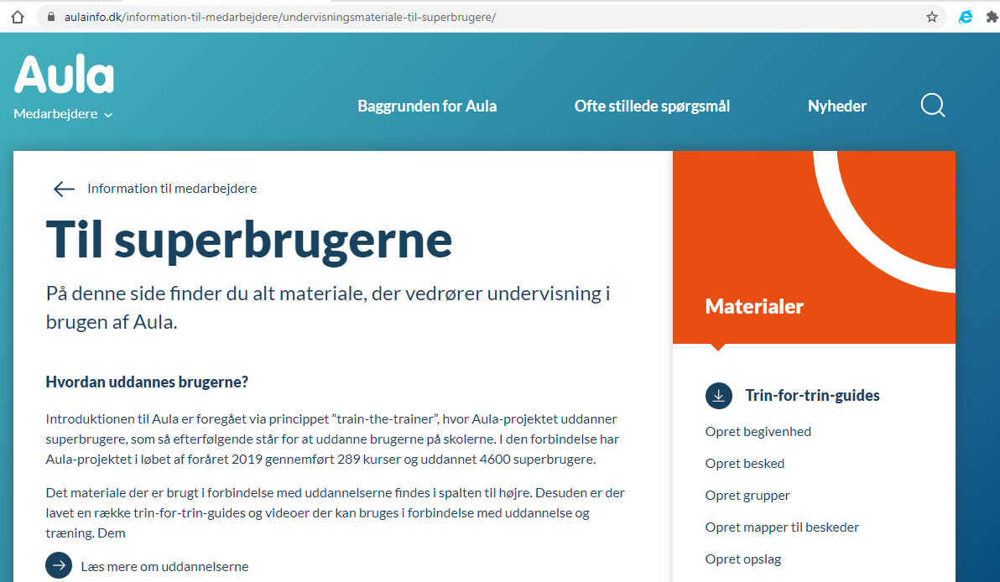 aulainfo.dk/information-til-medarbejdere/undervisningsmateriale-til-superbrugere/
Aula
Medarbejdere
Baggrunden for Aula
Ofte stillede spørgsmål
Nyheder
Information til medarbejdere
Til superbrugerne
På denne side finder du alt materiale, der vedrører undervisning i
brugen af Aula.
Hvordan uddannes brugerne?
Introduktionen til Aula er foregået via princippet ”train-the-trainer”, hvor Aula-projektet uddanner
superbrugere, som så efterfølgende står for at uddanne brugerne på skolerne. I den forbindelse har
Aula-projektet i løbet af foråret 2019 gennemført 289 kurser og uddannet 4600 superbrugere.
Det materiale der er brugt i forbindelse med uddannelserne findes i spalten til højre. Desuden er der
lavet en række trin-for-trin-guides og videoer der kan bruges i forbindelse med uddannelse og
træning. Dem
Læs mere om uddannelserne
Materialer
Trin-for-trin-guides
Opret begivenhed
Opret besked
Opret grupper
Opret mapper til beskeder
Opret opslag